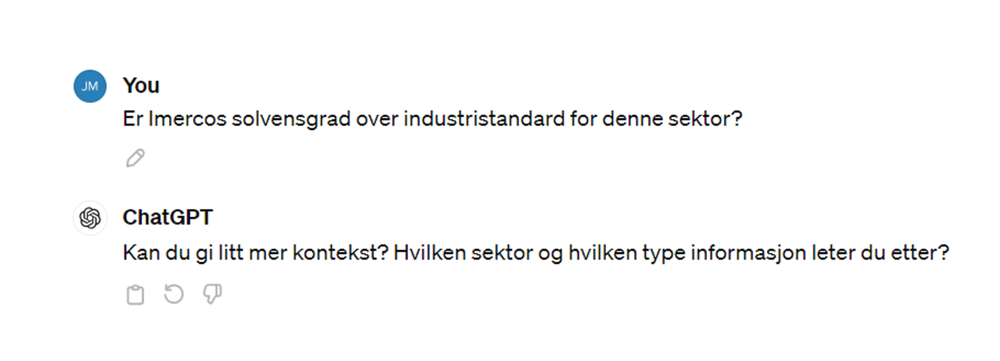 JM
You
Er Imercos solvensgrad over industristandard for denne sektor?
ChatGPT
Kan du gi litt mer kontekst? Hvilken sektor og hvilken type informasjon leter du etter?